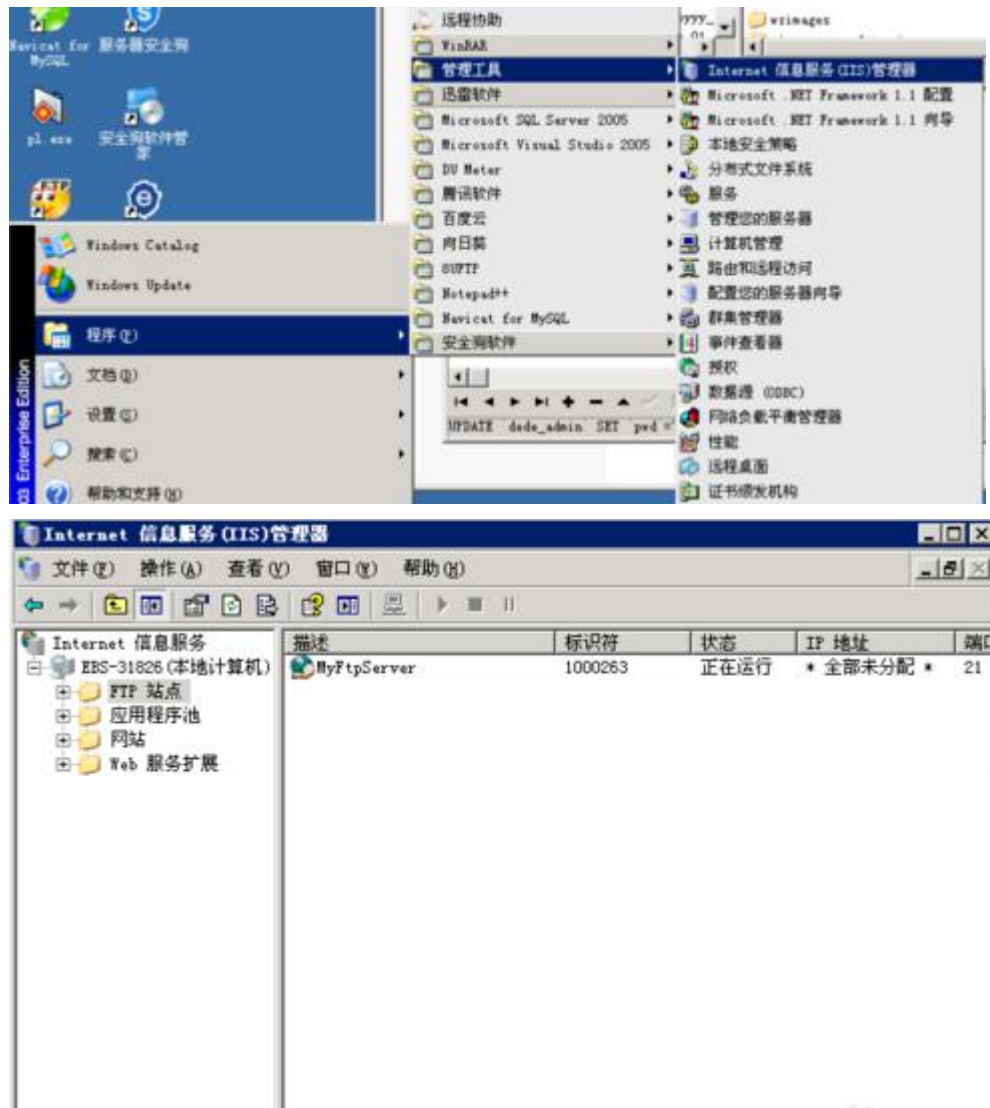 Navicat for MySQL
服务器安全狗
pl.exe
安全狗软件管家
Windows Catalog
Windows Update
程序(P)
文档(D)
设置(S)
搜索(C)
帮助和支持(H)
03 Enterprise Edition
远程协助
WinRAR
管理工具
迅雷软件
Microsoft SQL Server 2005
Microsoft Visual Studio 2005
DU Meter
腾讯软件
百度云
向日葵
Notepad++
Navicat for MySQL
安全狗软件
UPDATE `dede_admin` SET `pwd`='
wzimages
Internet 信息服务(IIS)管理器
Microsoft .NET Framework 1.1 配置
Microsoft .NET Framework 1.1 向导
本地安全策略
分布式文件系统
服务
管理您的服务器
计算机管理
路由和远程访问
配置您的服务器向导
群集管理器
事件查看器
授权
数据源 (ODBC)
网络负载平衡管理器
性能
远程桌面
证书颁发机构
Internet 信息服务(IIS)管理器
文件(F) 操作(A) 查看(V) 窗口(W) 帮助(H)
Internet 信息服务
EBS-31826(本地计算机)
FTP 站点
应用程序池
网站
Web 服务扩展
描述 标识符 状态 IP 地址 端口
MyFtpServer 1000263 正在运行 * 全部未分配 * 21